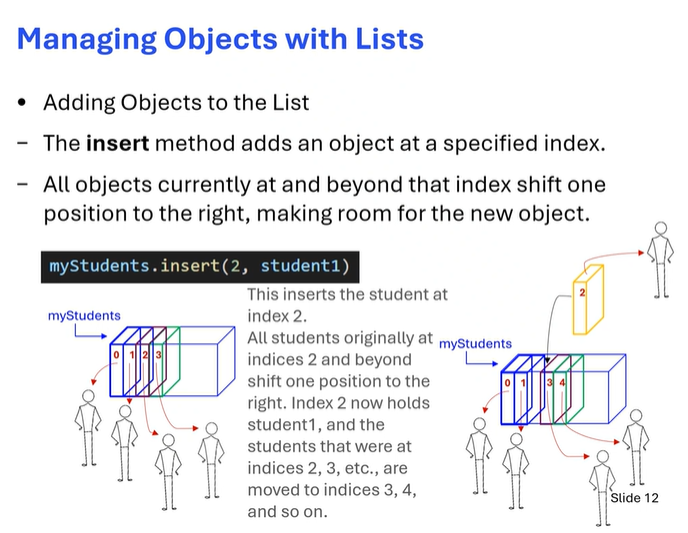 Managing Objects with Lists
• Adding Objects to the List
– The insert method adds an object at a specified index.
– All objects currently at and beyond that index shift one
position to the right, making room for the new object.
myStudents.insert(2, student1)
This inserts the student at
index 2.
All students originally at
indices 2 and beyond
shift one position to the
right. Index 2 now holds
student1, and the
students that were at
indices 2, 3, etc., are
moved to indices 3, 4,
and so on.
myStudents
0 1 2 3
2
myStudents
0 1 3 4
Slide 12